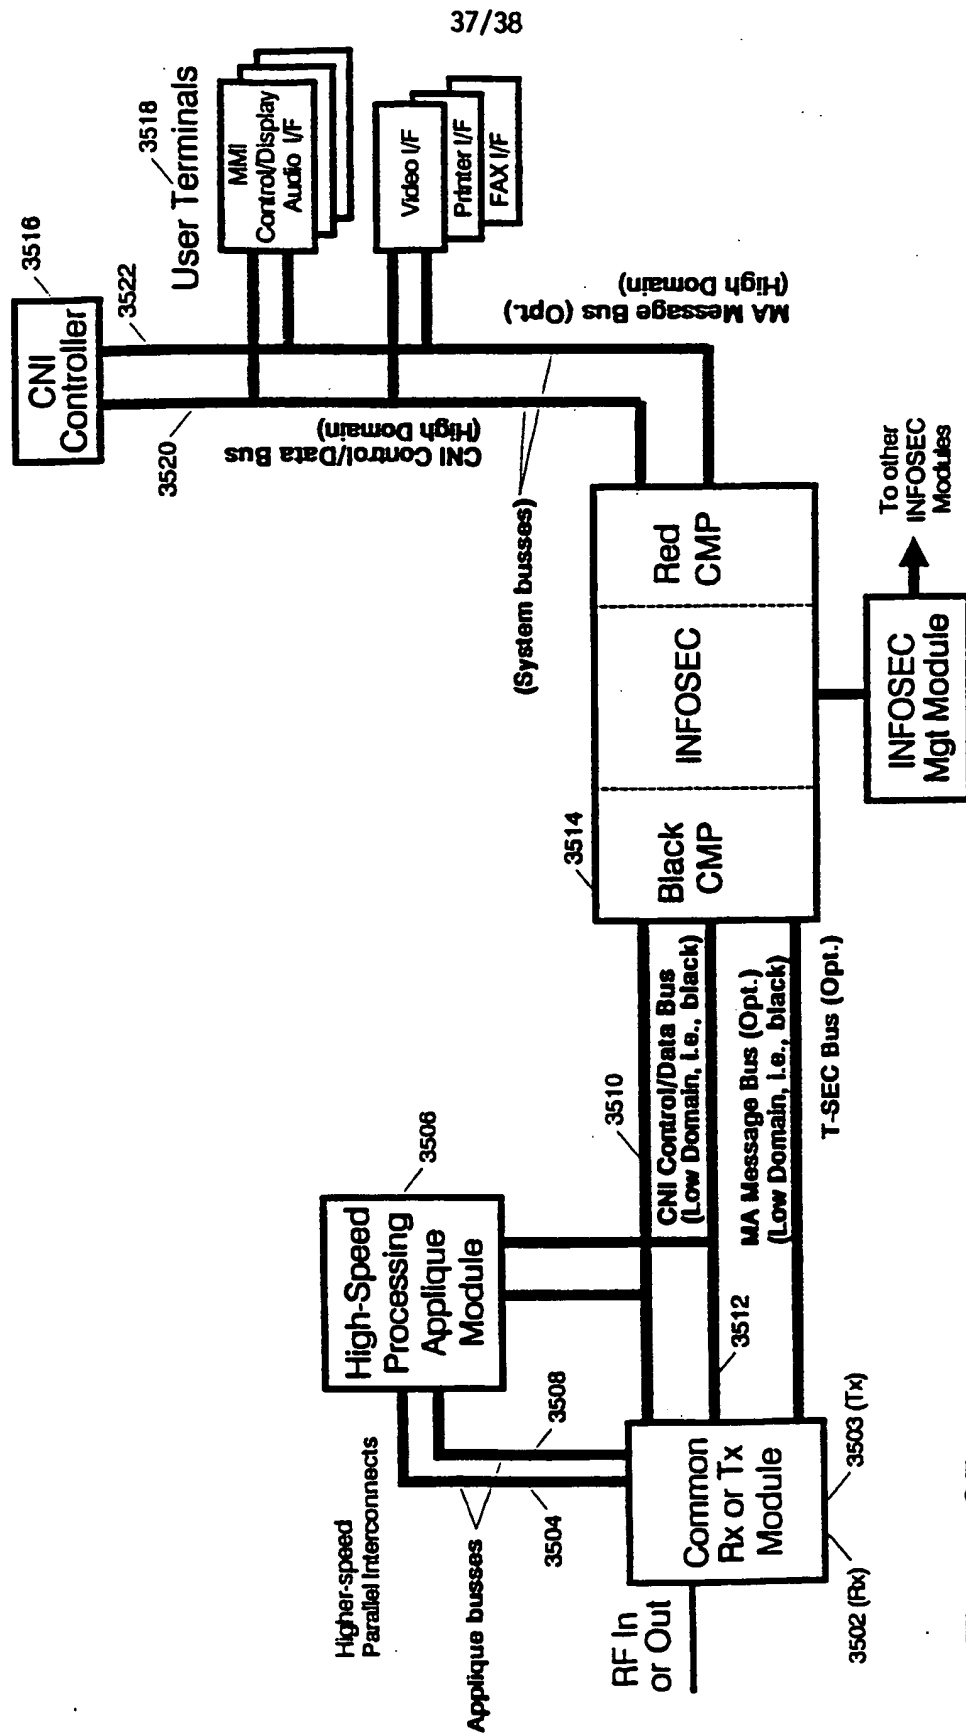 37/38
CNI
Controller
3516
3522
3520
3518
User Terminals
MMI
Control/Display
Audio I/F
Video I/F
Printer I/F
FAX I/F
CNI Control/Data Bus
(High Domain)
MA Message Bus (Opt.)
(High Domain)
(System busses)
3514
Black
CMP
INFOSEC
Red
CMP
INFOSEC
Mgt Module
To other
INFOSEC
Modules
3506
High-Speed
Processing
Applique
Module
3510
CNI Control/Data Bus
(Low Domain, i.e., black)
MA Message Bus (Opt.)
(Low Domain, i.e., black)
T-SEC Bus (Opt.)
3512
Higher-speed
Parallel Interconnects
Applique busses
3508
3504
RF In
or Out
Common
Rx or Tx
Module
3502 (Rx)
3503 (Tx)